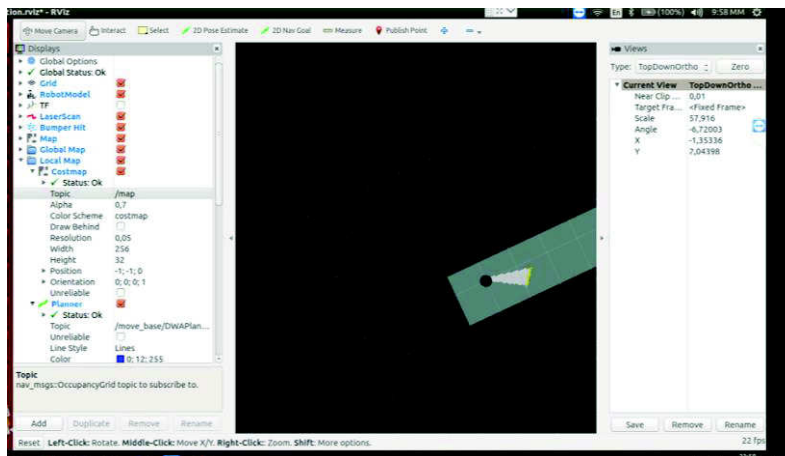 tion.rviz* - RViz
En (100%) 9:58 MM
Move Camera Interact Select 2D Pose Estimate 2D Nav Goal Measure Publish Point
Displays
Global Options
Global Status: Ok
Grid
RobotModel
TF
LaserScan
Bumper Hit
Map
Global Map
Local Map
Costmap
Status: Ok
Topic /map
Alpha 0,7
Color Scheme costmap
Draw Behind
Resolution 0,05
Width 256
Height 32
Position -1; -1; 0
Orientation 0; 0; 0; 1
Unreliable
Planner
Status: Ok
Topic /move_base/DWAPlan...
Unreliable
Line Style Lines
Color 0; 12; 255
Topic
nav_msgs::OccupancyGrid topic to subscribe to.
Add Duplicate Remove Rename
Views
Type: TopDownOrtho Zero
Current View TopDownOrtho ...
Near Clip ... 0,01
Target Fra... <Fixed Frame>
Scale 57,916
Angle -6,72003
X -1,35336
Y 7,04398
Save Remove Rename
Reset Left-Click: Rotate. Middle-Click: Move X/Y. Right-Click: Zoom. Shift: More options.
22 fps